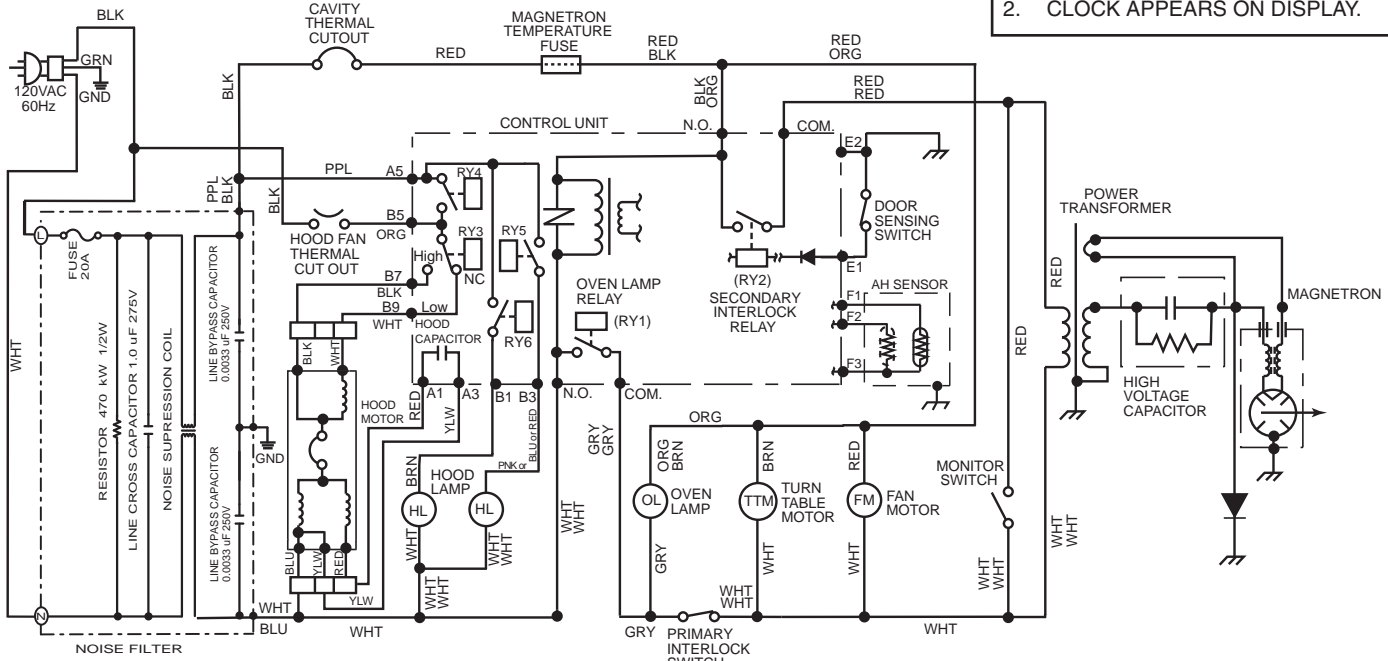 2. CLOCK APPEARS ON DISPLAY.
BLK
GRN
GND
120VAC
60Hz
CAVITY
THERMAL
CUTOUT
RED
MAGNETRON
TEMPERATURE
FUSE
RED
BLK
RED
ORG
BLK
BLK
ORG
RED
RED
CONTROL UNIT
N.O.
COM.
E2
PPL
A5
RY4
PPL
BLK
BLK
B5
ORG
HOOD FAN
THERMAL
CUT OUT
RY3
High
NC
RY5
DOOR
SENSING
SWITCH
E1
(RY2)
SECONDARY
INTERLOCK
RELAY
POWER
TRANSFORMER
L
FUSE
20A
B7
BLK
B9
Low
WHT
HOOD
CAPACITOR
RY6
OVEN LAMP
RELAY
(RY1)
AH SENSOR
F1
F2
F3
RED
MAGNETRON
WHT
RESISTOR 470 kW 1/2W
LINE CROSS CAPACITOR 1.0 uF 275V
NOISE SUPRESSION COIL
LINE BYPASS CAPACITOR
0.0033 uF 250V
BLK
WHT
HOOD
MOTOR
RED
A1
A3
YLW
B1
B3
N.O.
COM.
RED
HIGH
VOLTAGE
CAPACITOR
GND
LINE BYPASS CAPACITOR
0.0033 uF 250V
BRN
HOOD
LAMP
PNK or
BLU or RED
HL
HL
GRY
GRY
ORG
ORG
BRN
BRN
RED
OL
OVEN
LAMP
TTM
TURN
TABLE
MOTOR
FM
FAN
MOTOR
MONITOR
SWITCH
WHT
WHT
WHT
WHT
WHT
WHT
BLU
YLW
RED
YLW
WHT
WHT
WHT
GRY
WHT
WHT
WHT
WHT
WHT
WHT
N
WHT
BLU
WHT
GRY
PRIMARY
INTERLOCK
SWITCH
WHT
NOISE FILTER